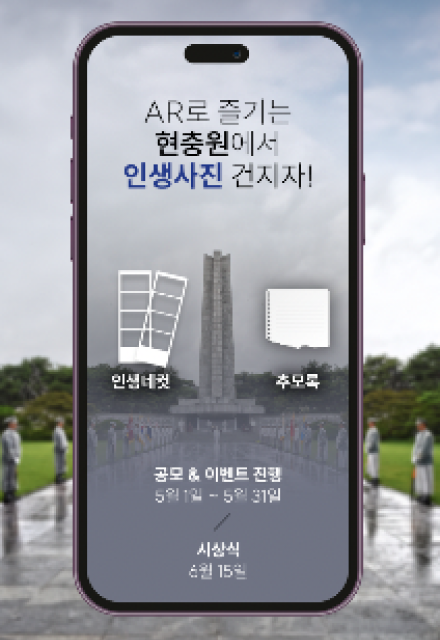 AR로 즐기는
현충원에서
인생사진 건지자!
인생네컷
추모록
공모 & 이벤트 진행
5월 1일 ~ 5월 31일
시상식
6월 15일